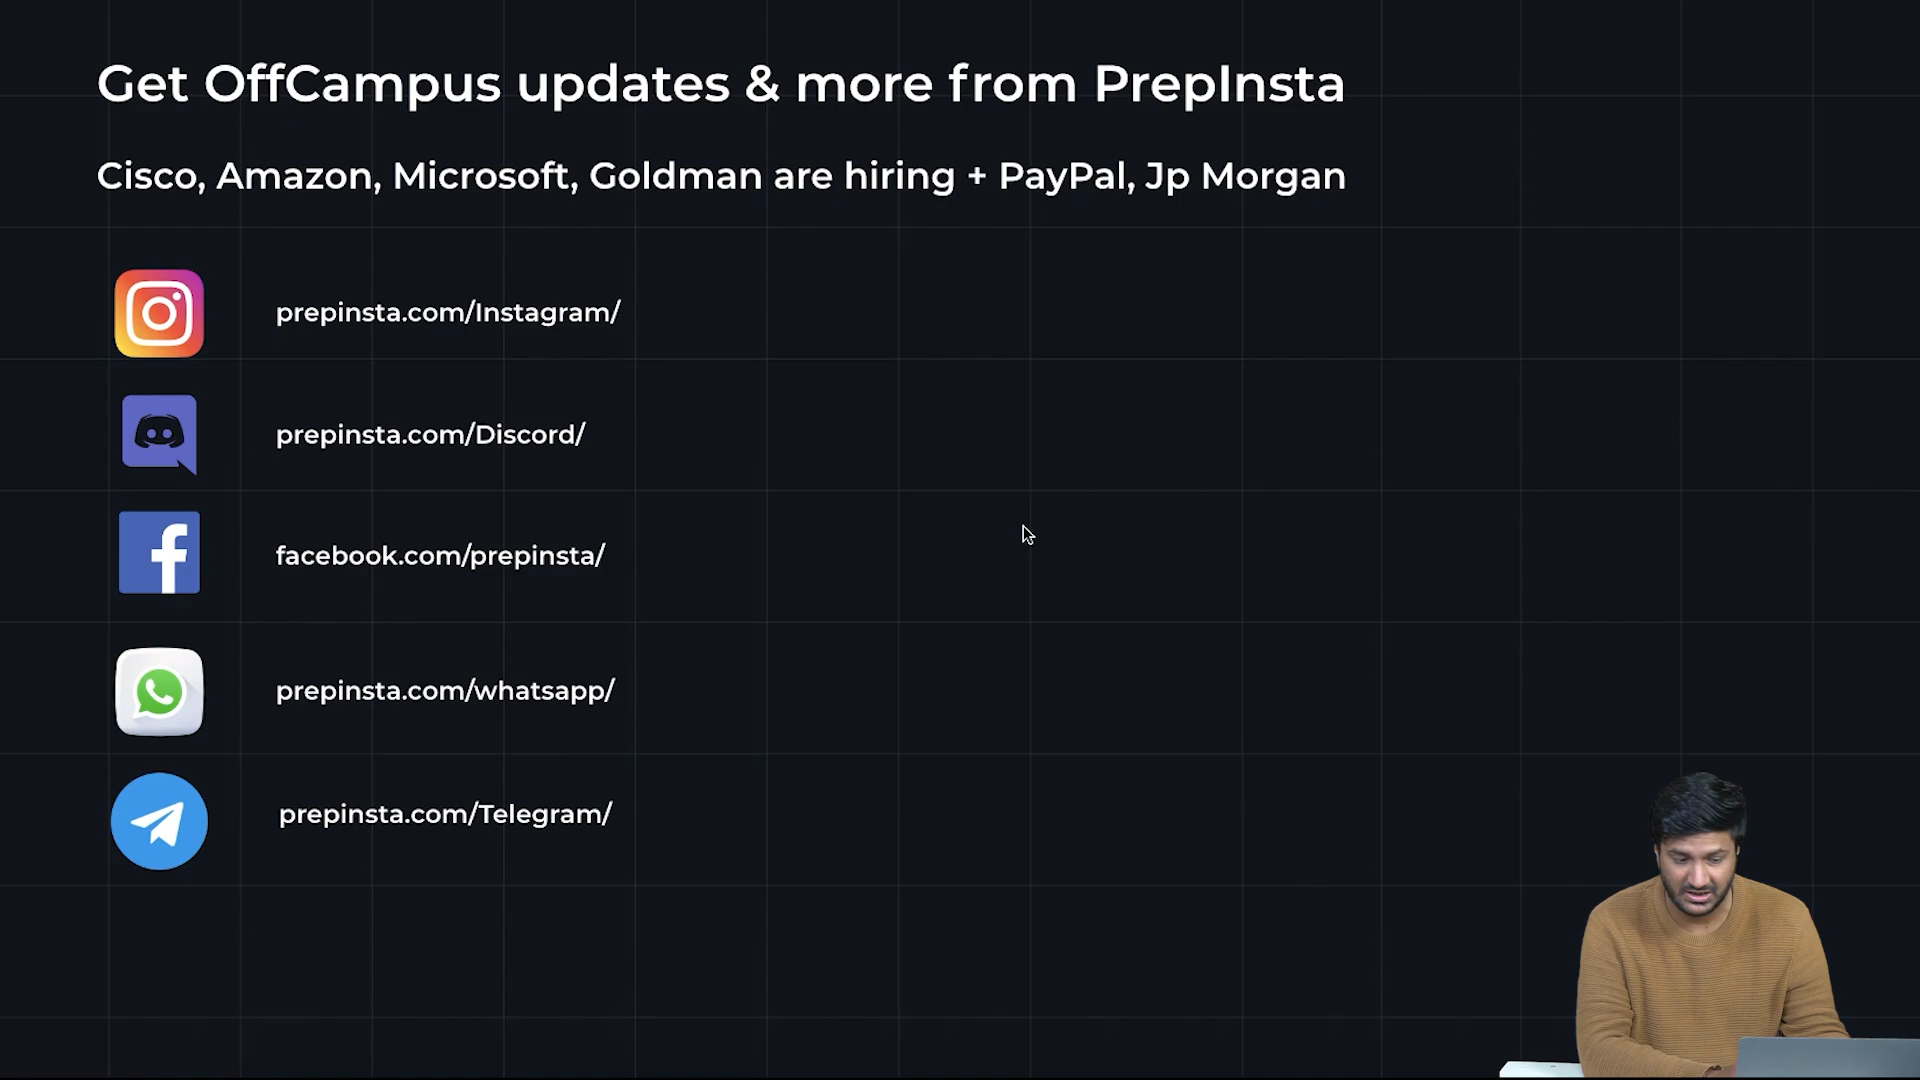 Get OffCampus updates & more from PrepInsta
Cisco, Amazon, Microsoft, Goldman are hiring + PayPal, Jp Morgan
prepinsta.com/Instagram/
prepinsta.com/Discord/
facebook.com/prepinsta/
prepinsta.com/whatsapp/
prepinsta.com/Telegram/